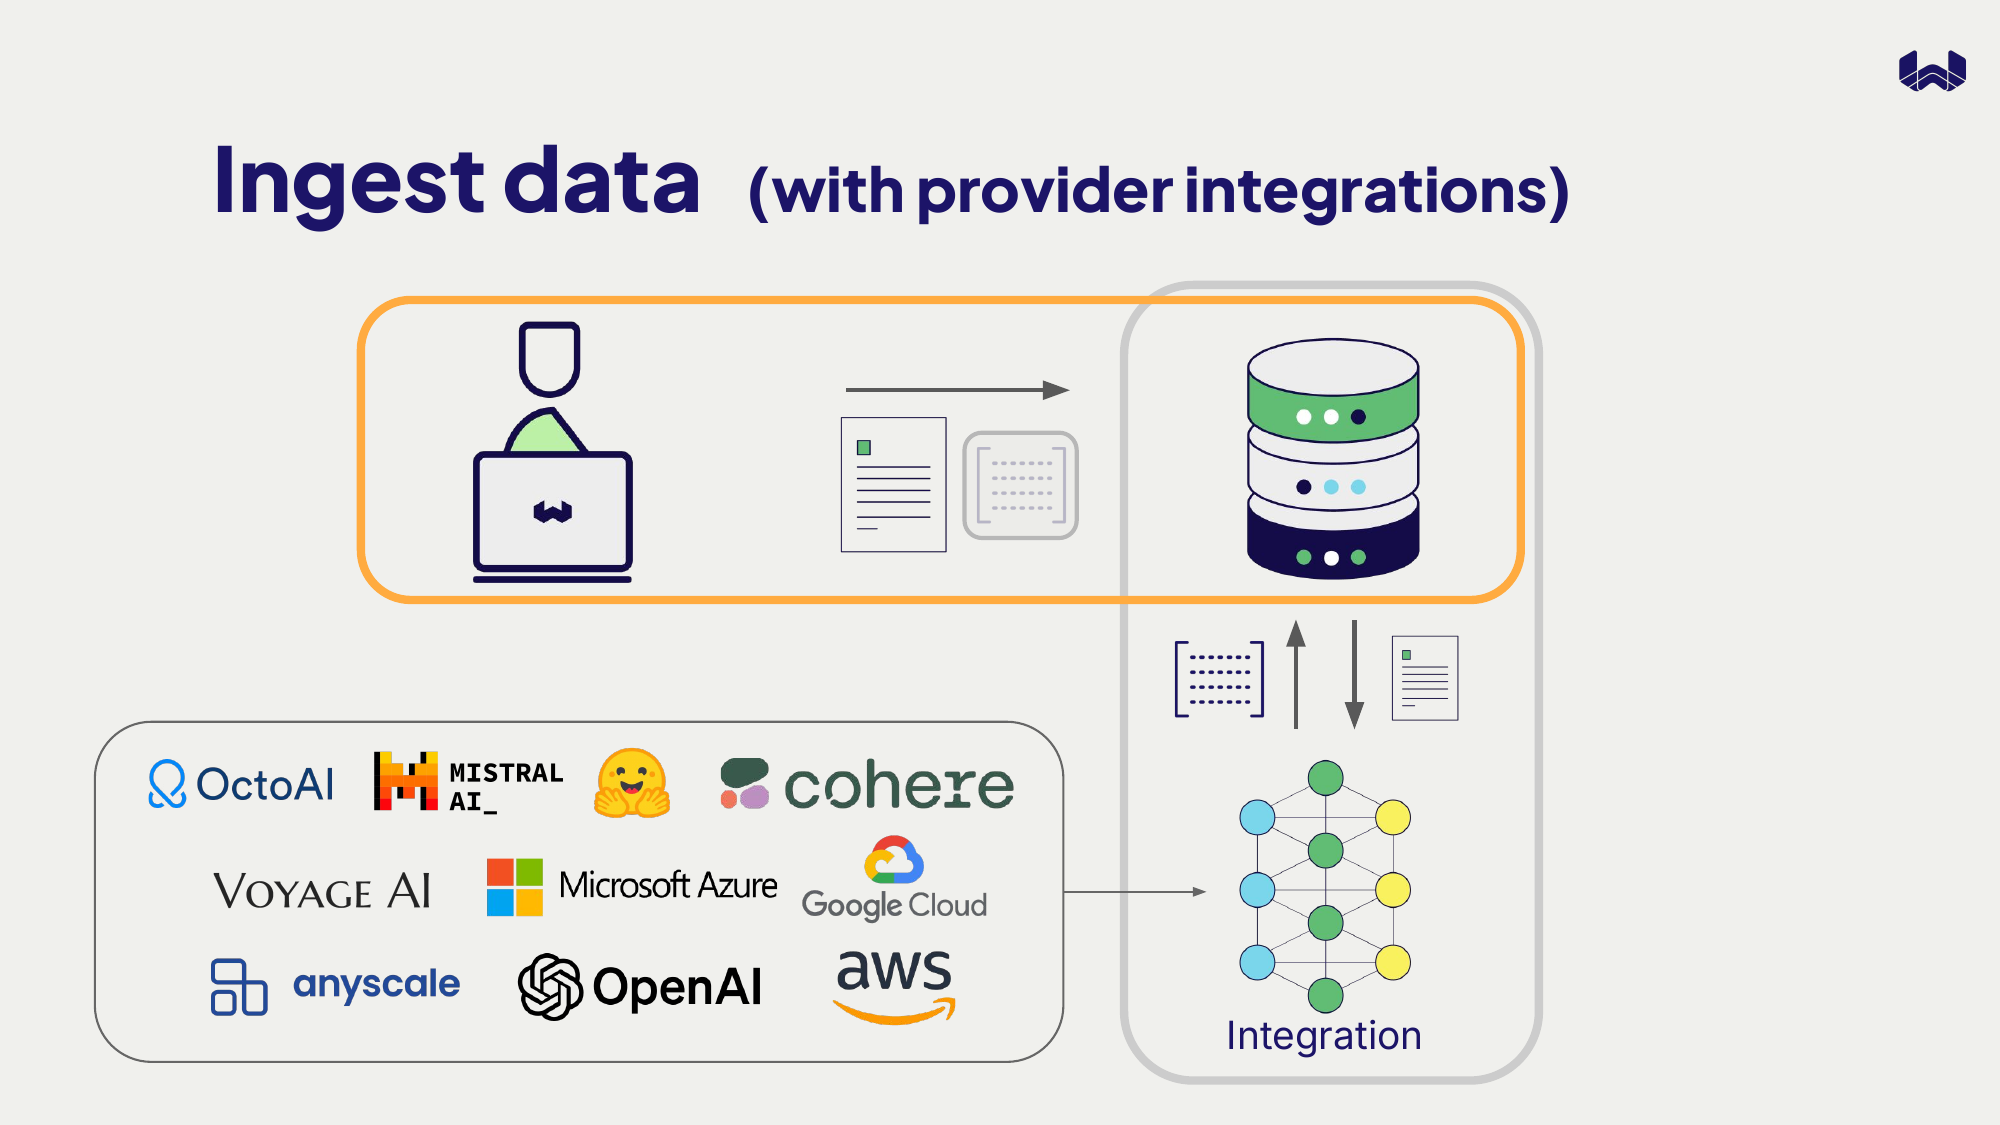 Ingest data (with provider integrations)
OctoAI
MISTRAL
AI_
cohere
VOYAGE AI
Microsoft Azure
Google Cloud
anyscale
OpenAI
aws
Integration